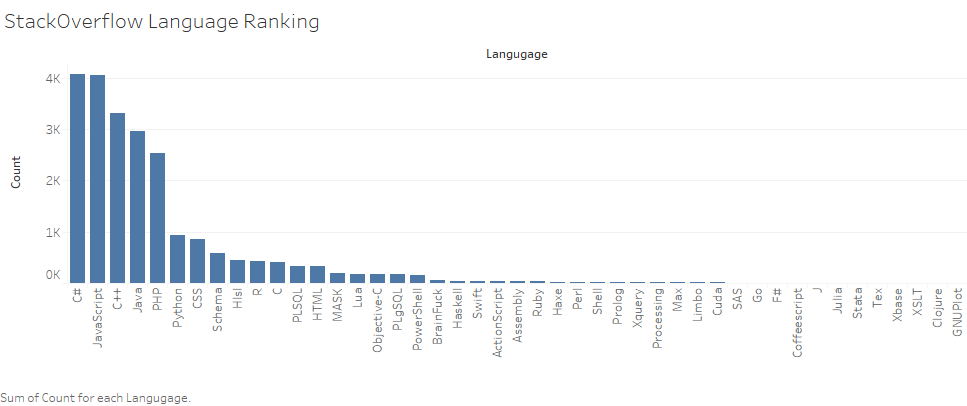 StackOverflow Language Ranking
Langugage
Count
4K
3K
2K
1K
0K
C#
JavaScript
C++
Java
PHP
Python
CSS
Schema
Hlsl
R
C
PLSQL
HTML
MASK
Lua
Objective-C
PLgSQL
PowerShell
BrainFuck
Haskell
Swift
ActionScript
Assembly
Ruby
Haxe
Perl
Shell
Prolog
Xquery
Processing
Max
Limbo
Cuda
SAS
Go
F#
Coffeescript
J
Julia
Stata
Tex
Xbase
XSLT
Clojure
GNUPlot
Sum of Count for each Langugage.